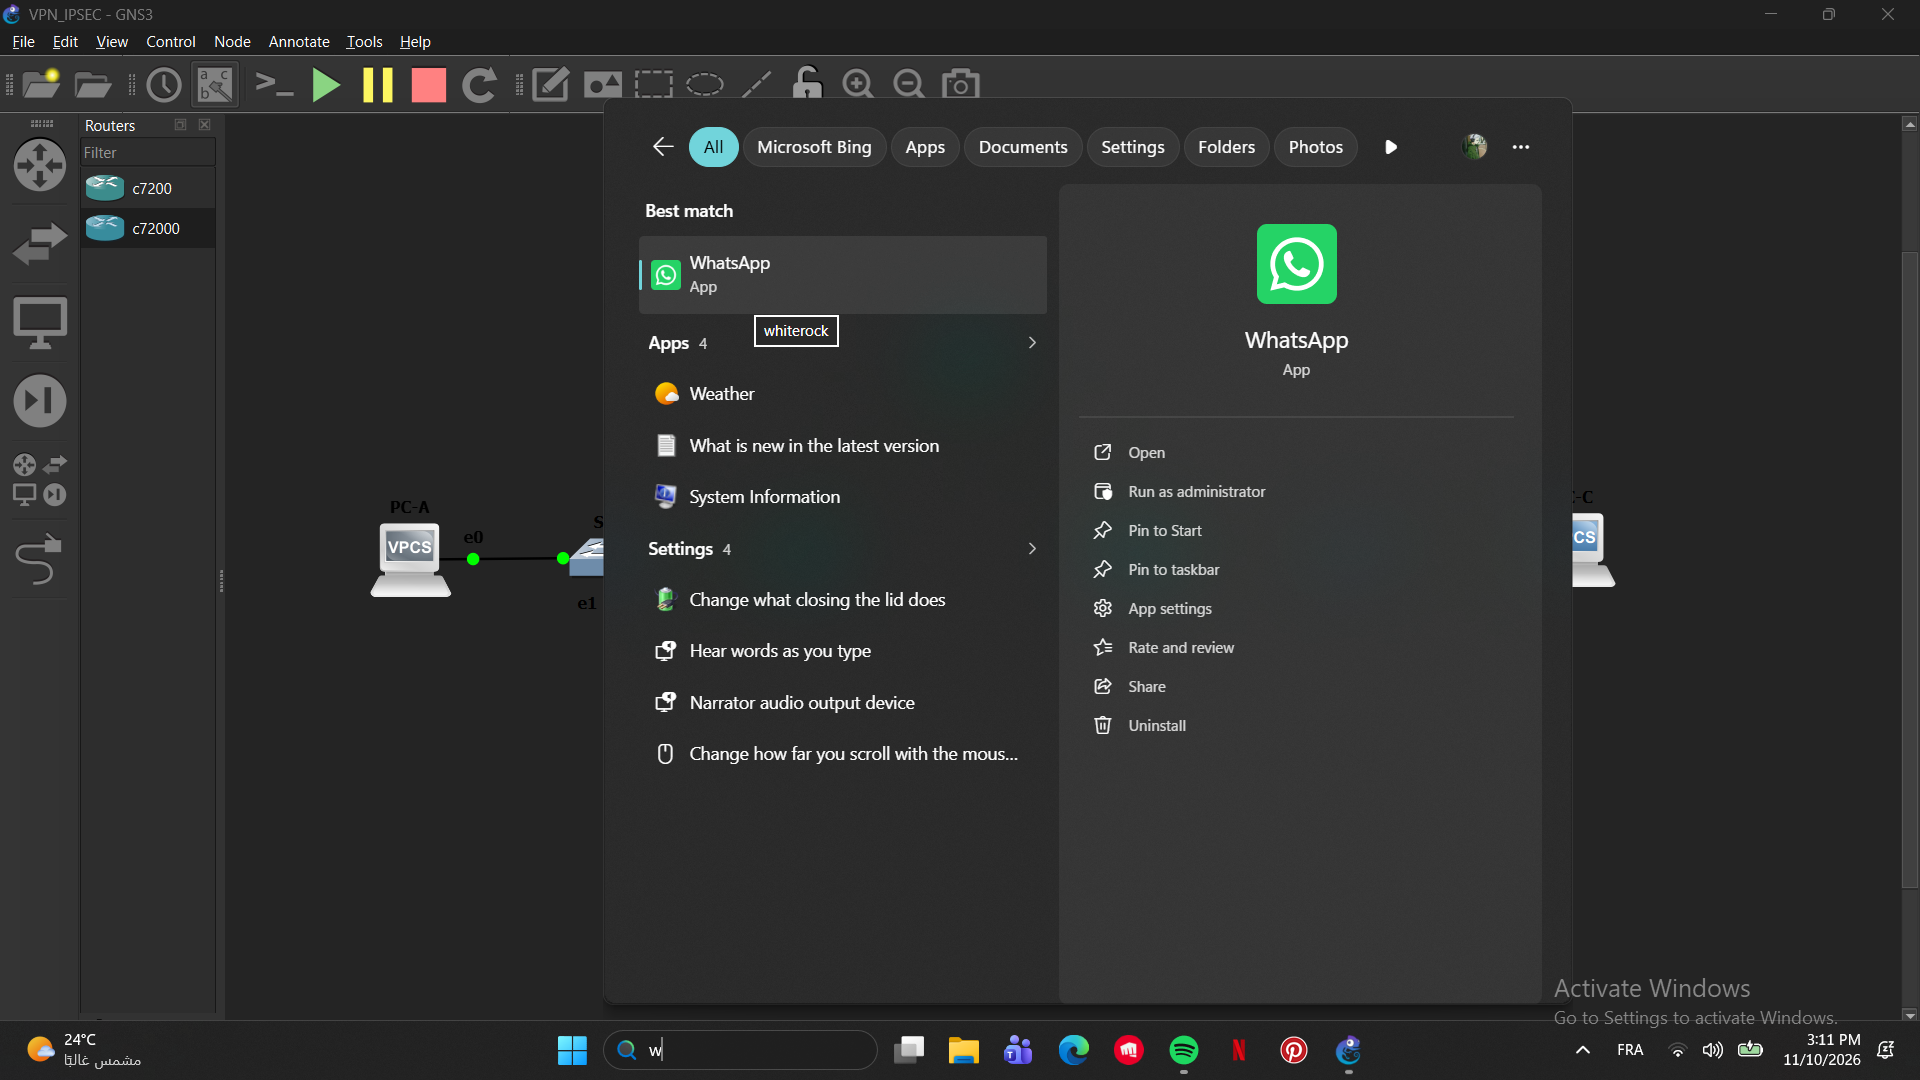 VPN_IPSEC - GNS3
File Edit View Control Node Annotate Tools Help
Routers
Filter
c7200
c72000
PC-A
VPCS
e0
S
e1
All
Microsoft Bing
Apps
Documents
Settings
Folders
Photos
Best match
WhatsApp
App
whiterock
Apps 4
Weather
What is new in the latest version
System Information
Settings 4
Change what closing the lid does
Hear words as you type
Narrator audio output device
Change how far you scroll with the mous...
WhatsApp
App
Open
Run as administrator
Pin to Start
Pin to taskbar
App settings
Rate and review
Share
Uninstall
-C
CS
Activate Windows
Go to Settings to activate Windows.
24°C
مشمس غالبًا
w
FRA
3:11 PM
11/10/2026